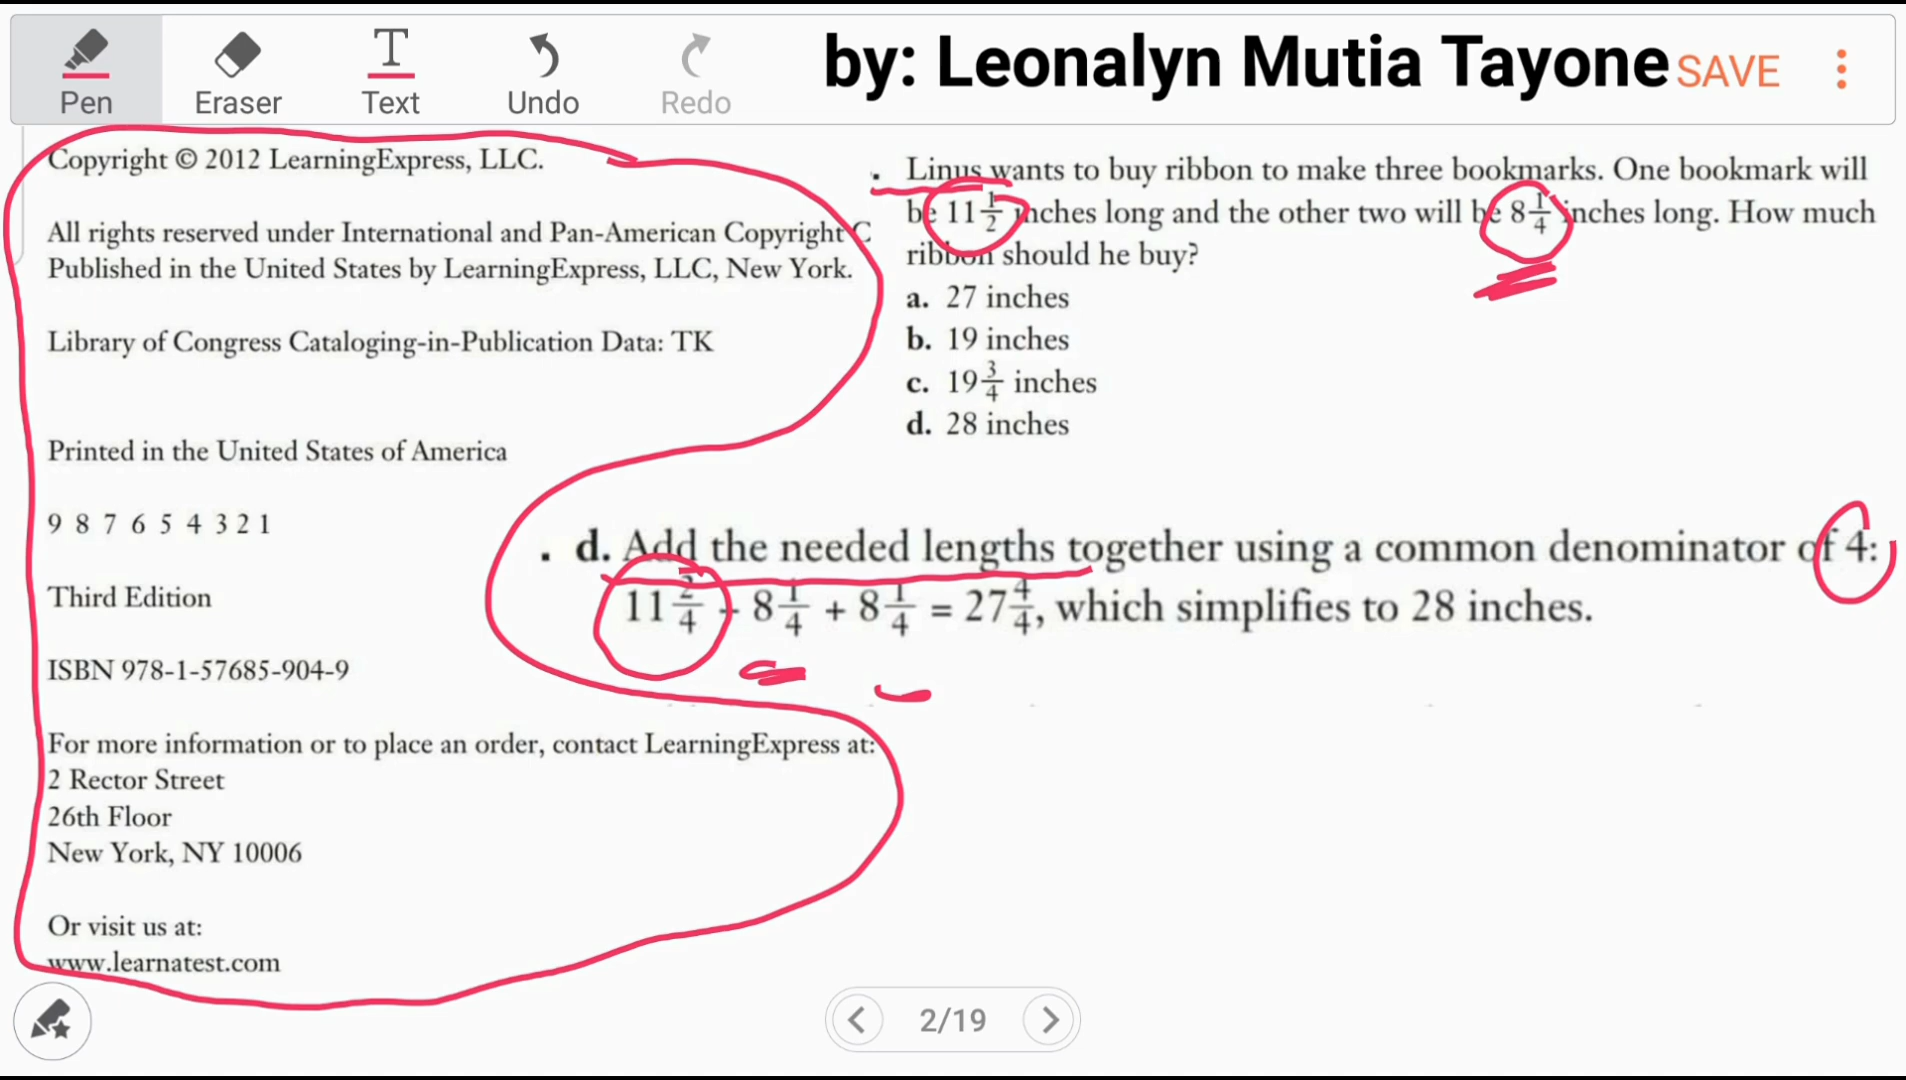 Pen
Eraser
Text
Undo
Redo
by: Leonalyn Mutia Tayone
SAVE
Copyright © 2012 LearningExpress, LLC.
All rights reserved under International and Pan-American Copyright C
Published in the United States by LearningExpress, LLC, New York.
Library of Congress Cataloging-in-Publication Data: TK
Printed in the United States of America
9 8 7 6 5 4 3 2 1
Third Edition
ISBN 978-1-57685-904-9
For more information or to place an order, contact LearningExpress at:
2 Rector Street
26th Floor
New York, NY 10006
Or visit us at:
www.learnatest.com
. Linus wants to buy ribbon to make three bookmarks. One bookmark will
be 11 1/2 inches long and the other two will be 8 1/4 inches long. How much
ribbon should he buy?
a. 27 inches
b. 19 inches
c. 19 3/4 inches
d. 28 inches
. d. Add the needed lengths together using a common denominator of 4:
11 2/4 + 8 1/4 + 8 1/4 = 27 4/4, which simplifies to 28 inches.
2/19